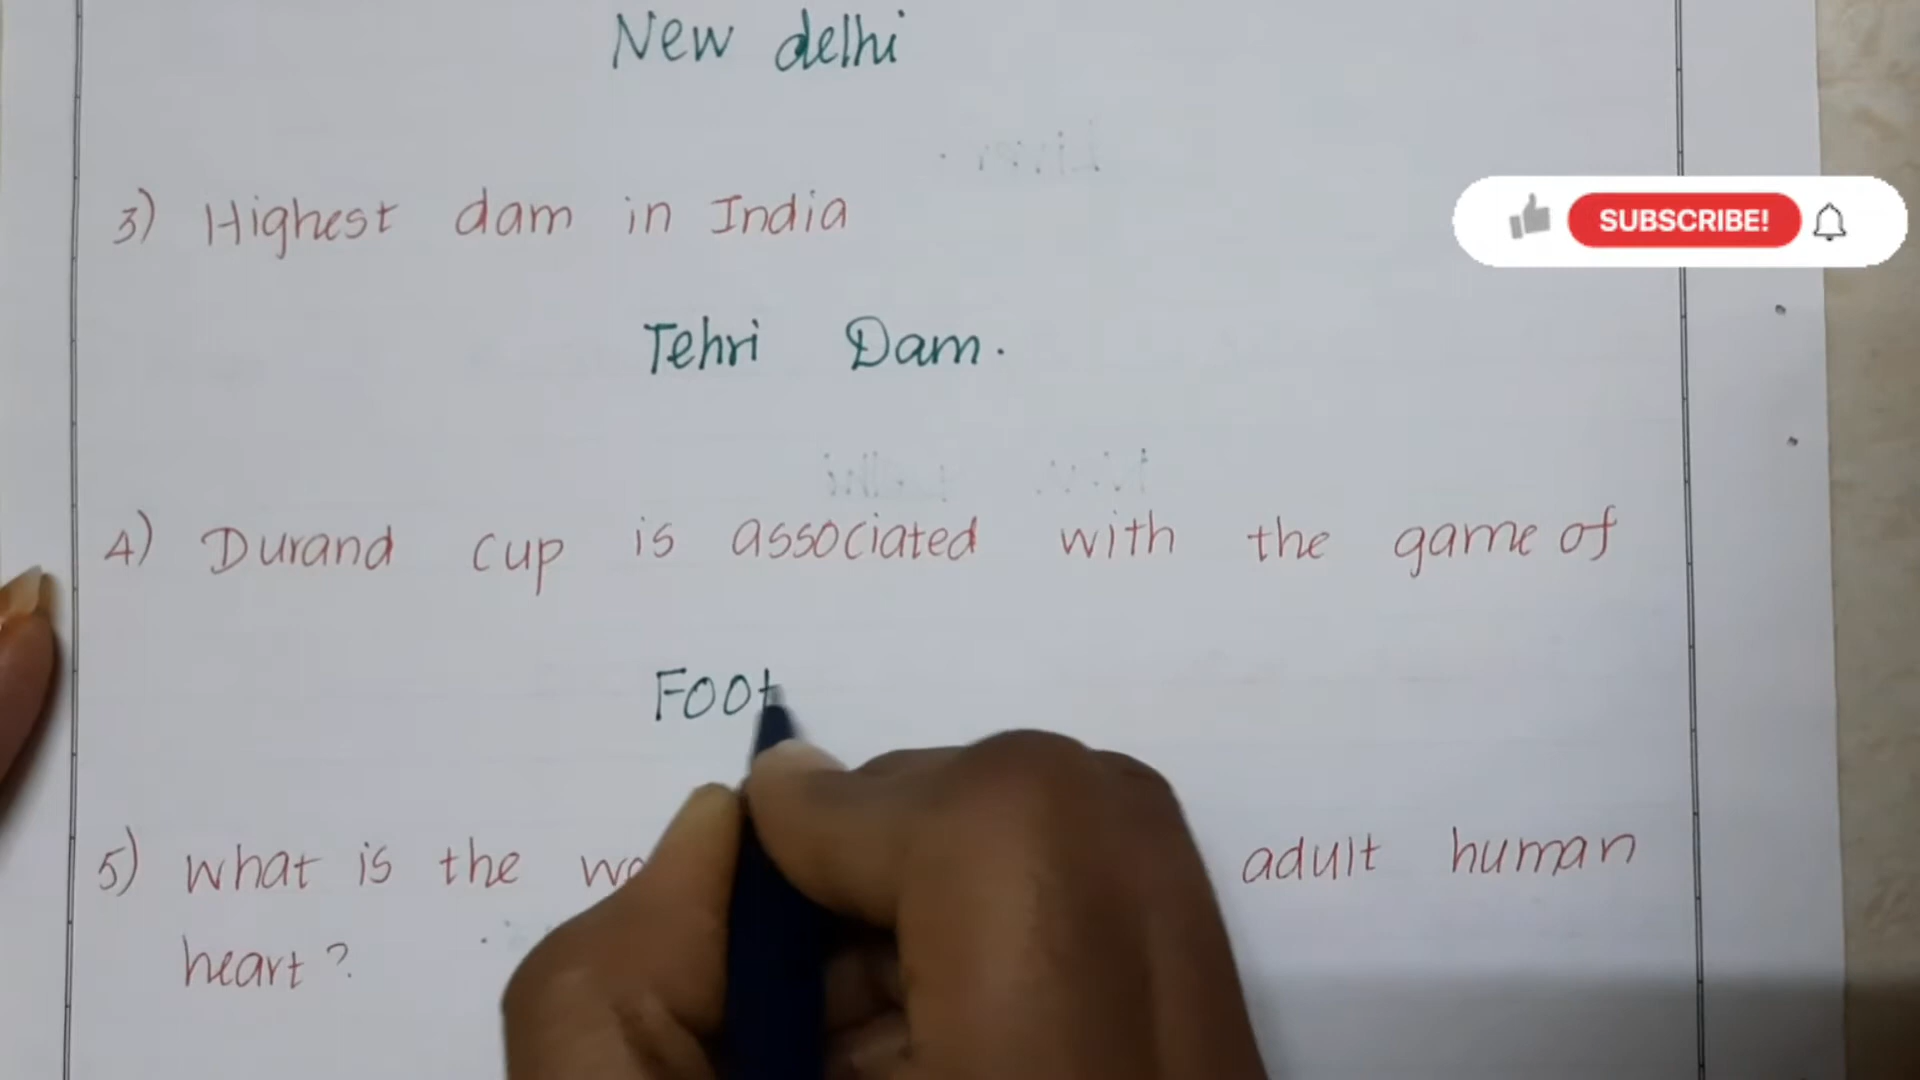 New delhi
3) Highest dam in India
SUBSCRIBE!
Tehri Dam.
4) Durand cup is associated with the game of
Foot
5) what is the adult human
heart?